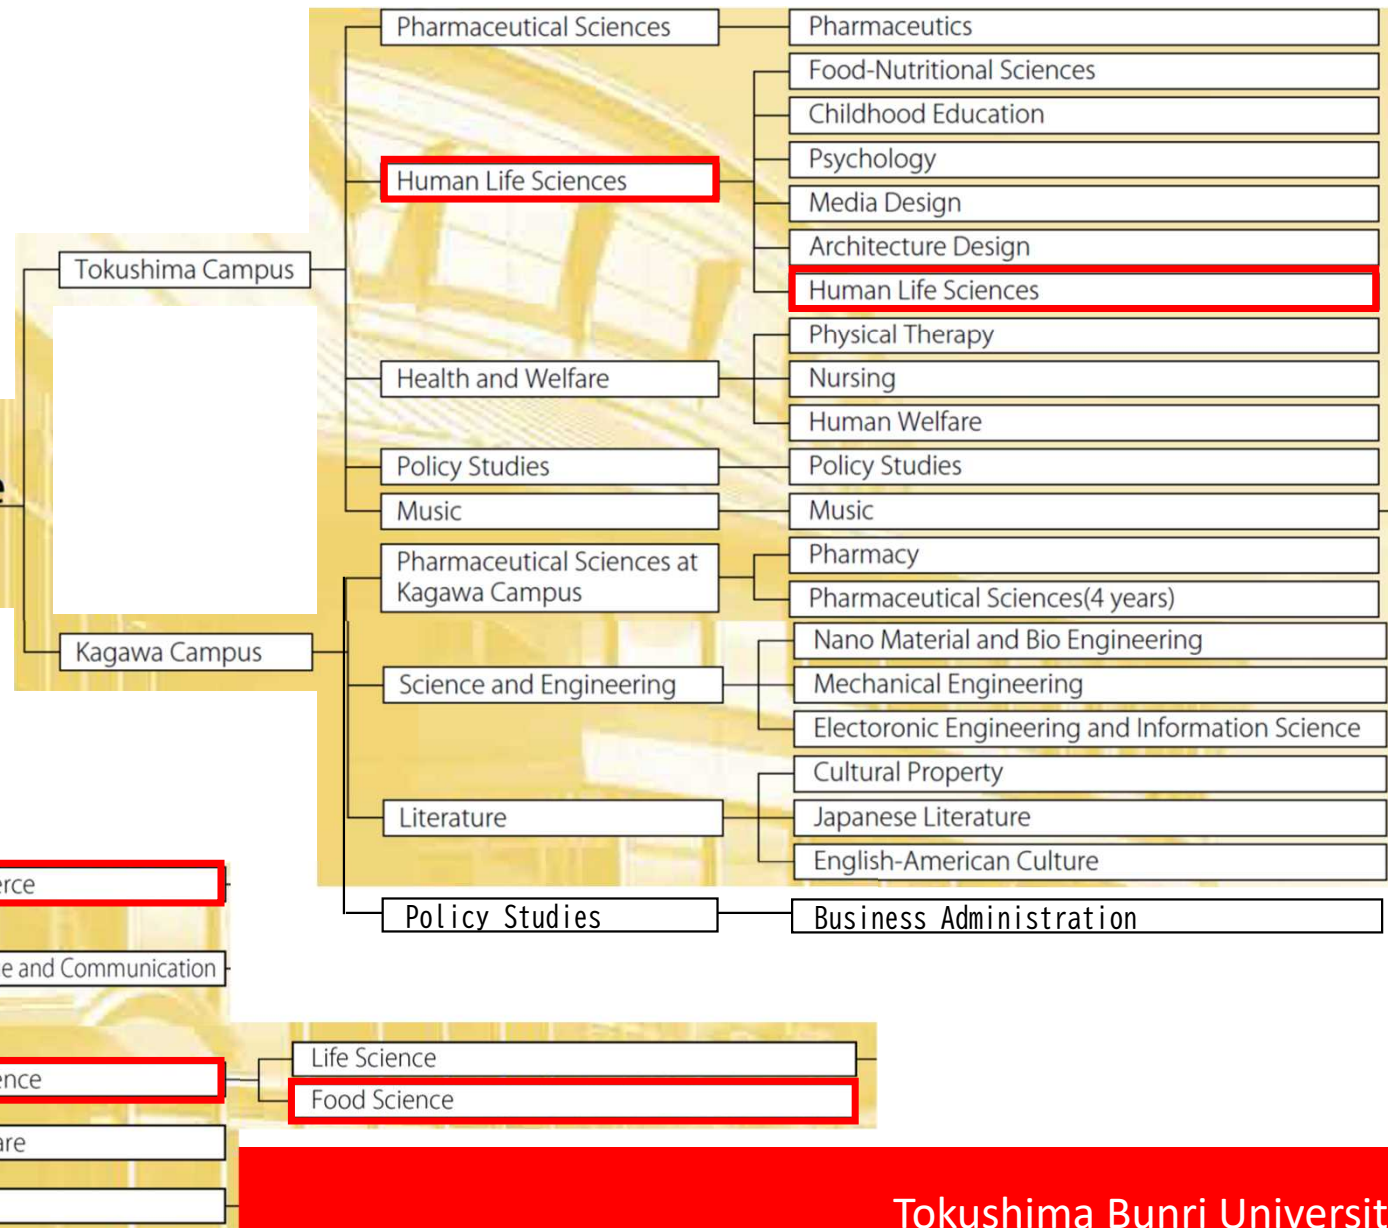 Pharmaceutical Sciences
Pharmaceutics
Food-Nutritional Sciences
Childhood Education
Psychology
Human Life Sciences
Media Design
Architecture Design
Tokushima Campus
Human Life Sciences
Physical Therapy
Health and Welfare
Nursing
Human Welfare
Policy Studies
Policy Studies
Music
Music
Pharmaceutical Sciences at
Kagawa Campus
Pharmacy
Pharmaceutical Sciences(4 years)
Kagawa Campus
Nano Material and Bio Engineering
Science and Engineering
Mechanical Engineering
Electoronic Engineering and Information Science
Cultural Property
Literature
Japanese Literature
English-American Culture
Policy Studies
Business Administration
and Communication
Life Science
Food Science
Tokushima Bunri